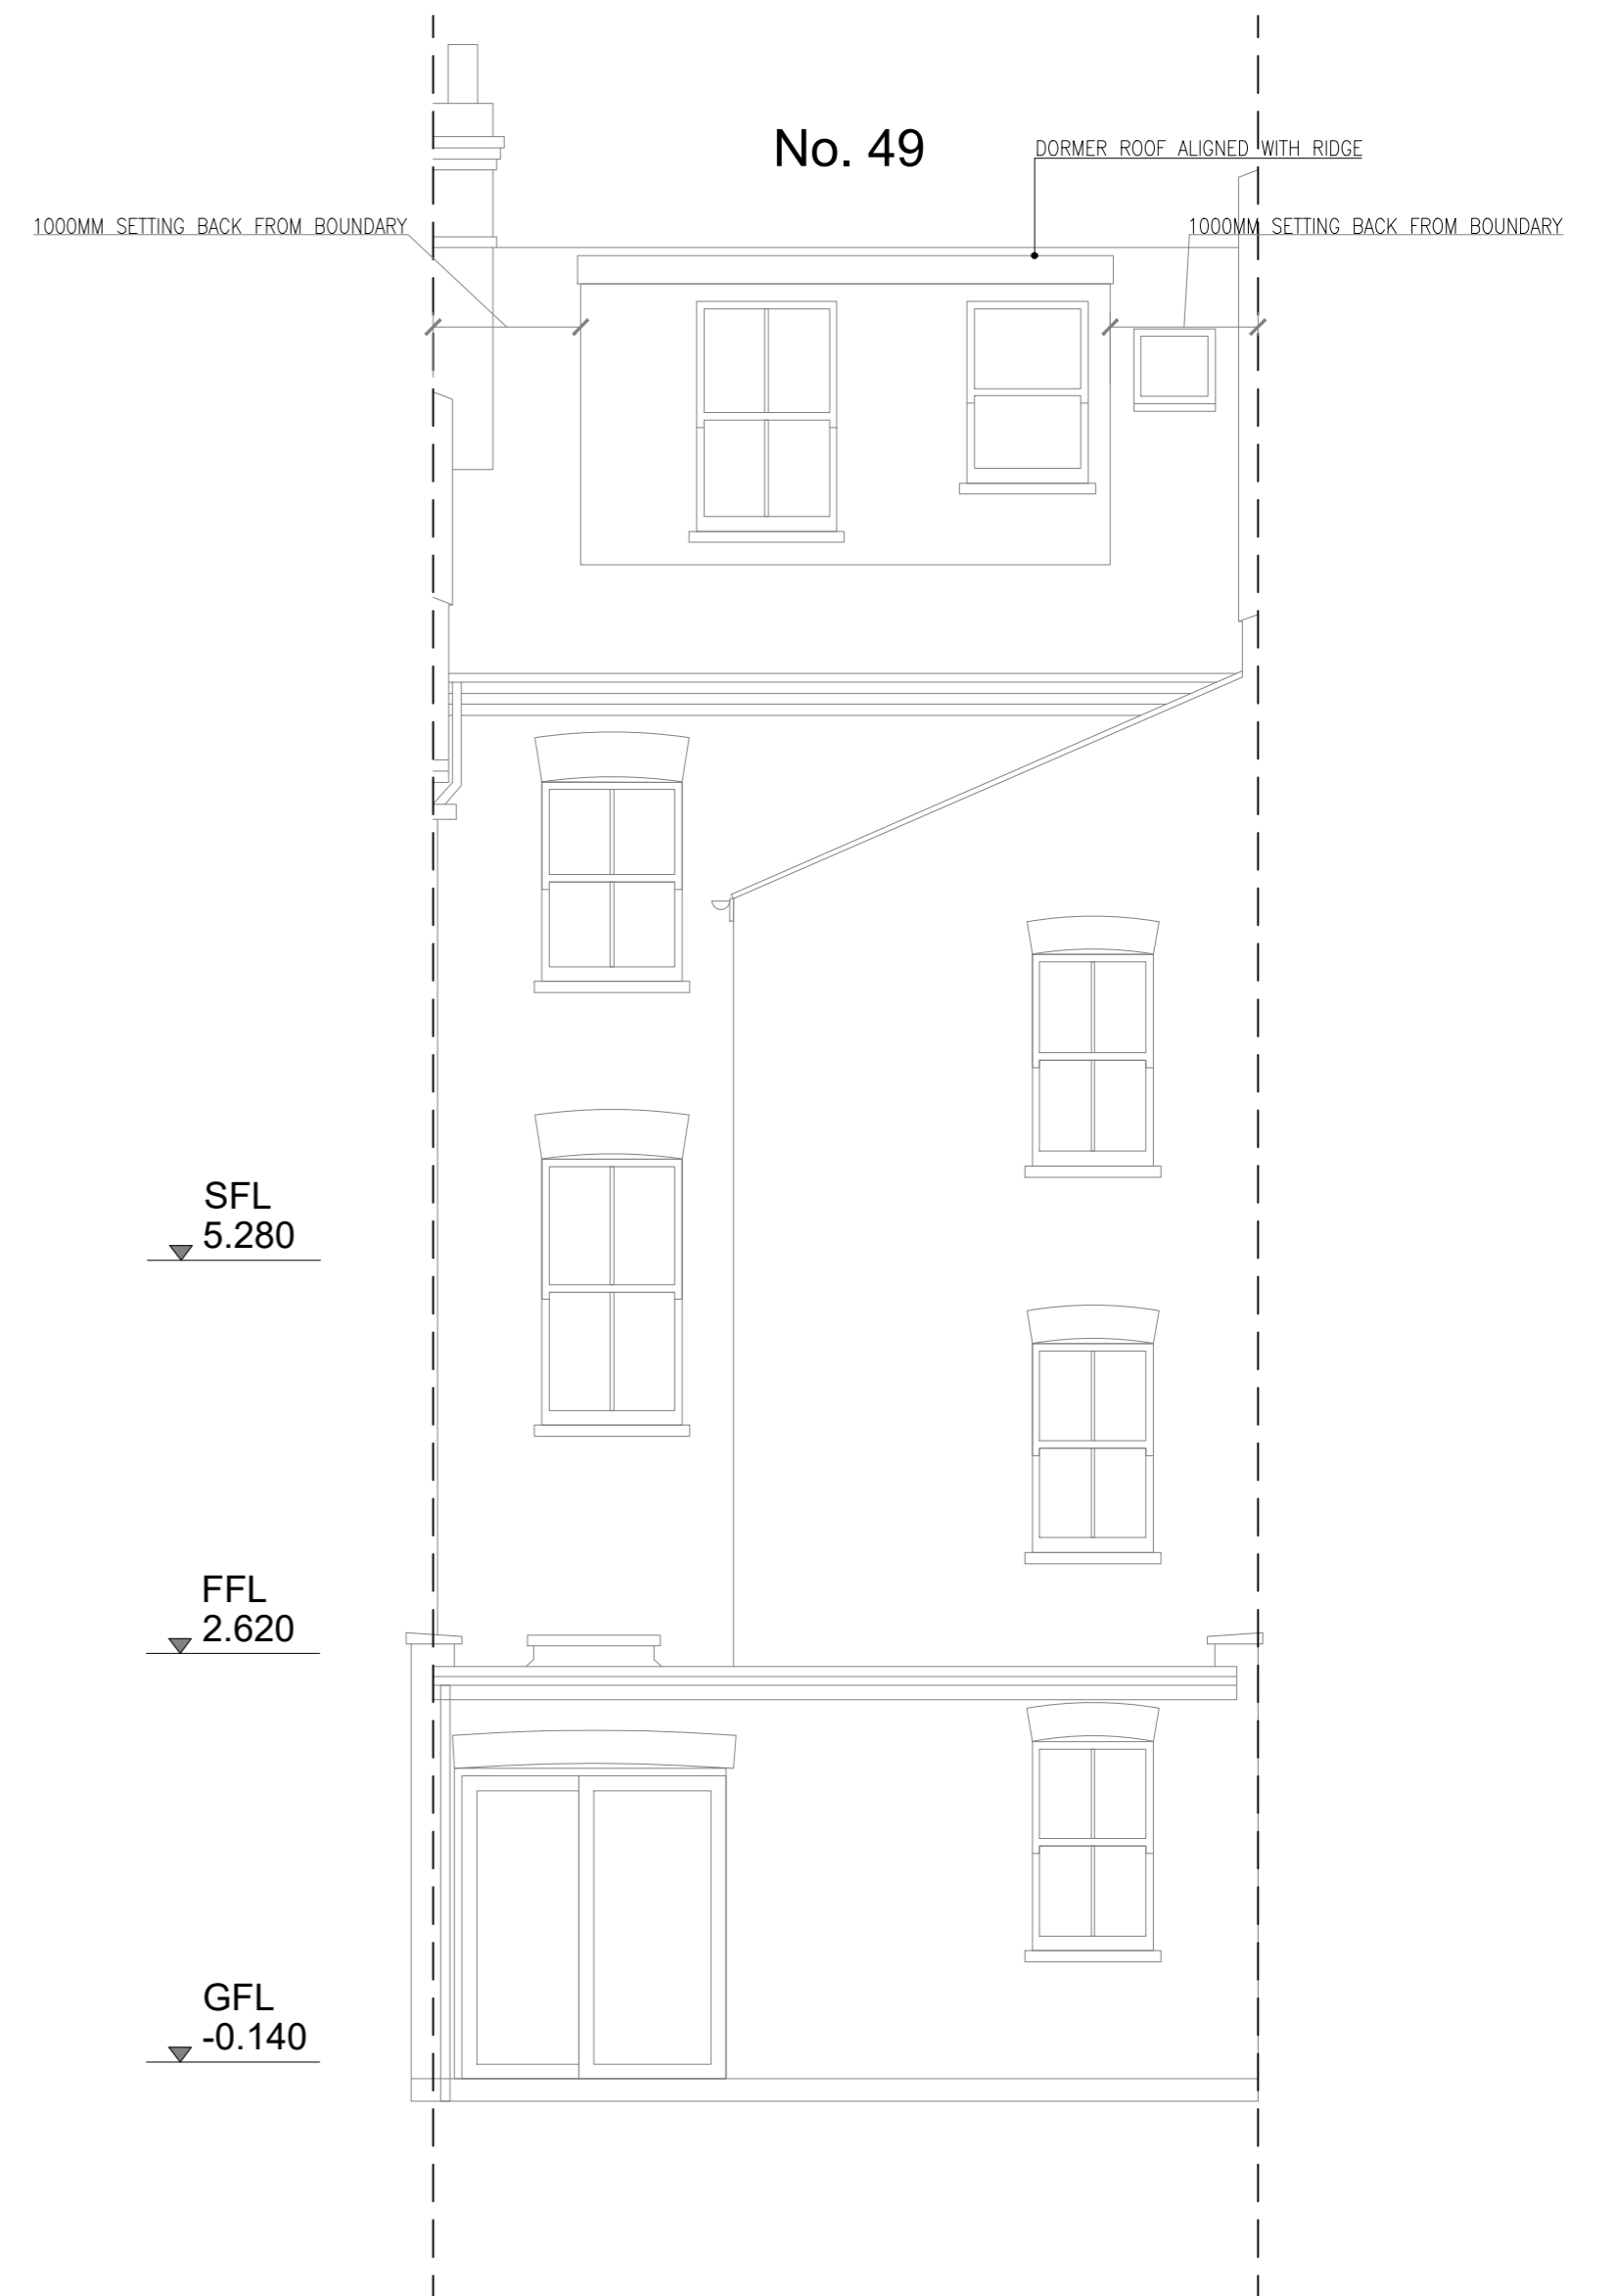 No. 49
DORMER ROOF ALIGNED WITH RIDGE
1000MM SETTING BACK FROM BOUNDARY
1000MM SETTING BACK FROM BOUNDARY
SFL
5.280
FFL
2.620
GFL
-0.140